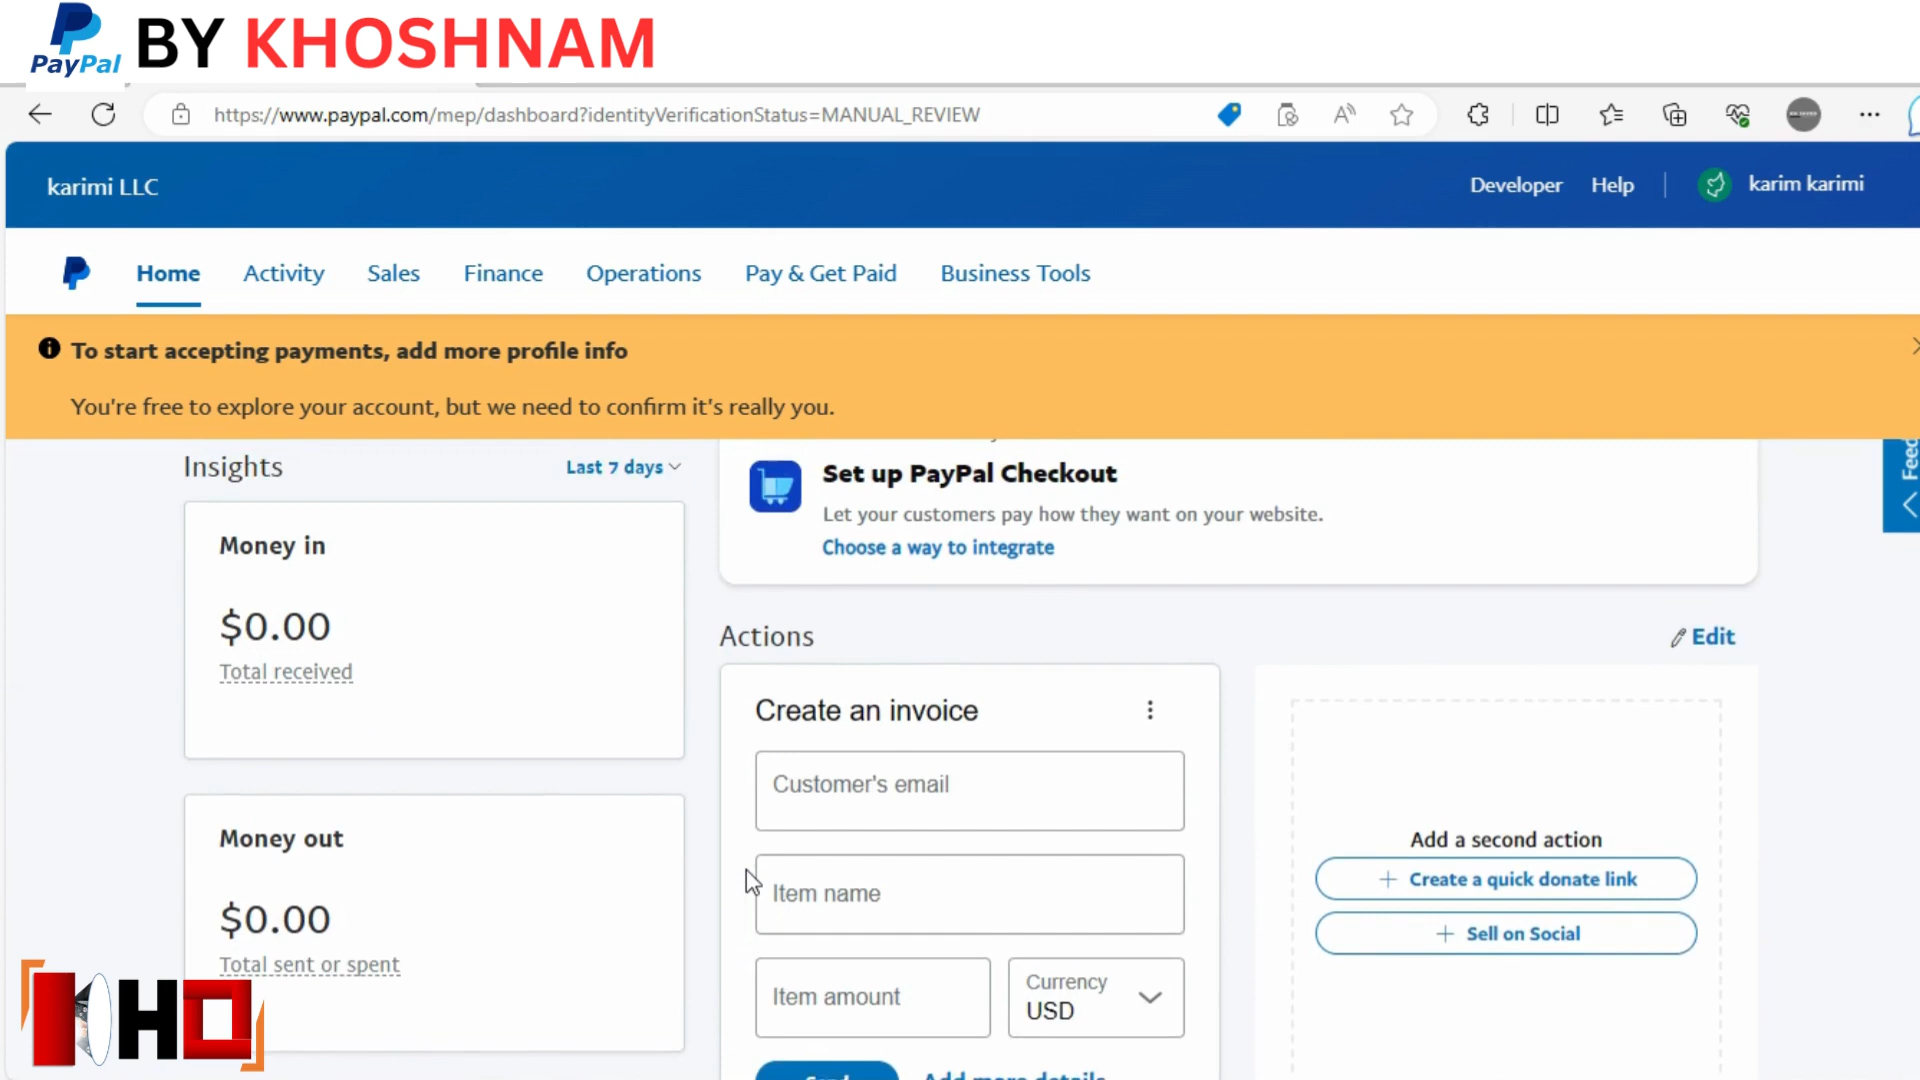 PayPal BY KHOSHNAM
https://www.paypal.com/mep/dashboard?identityVerificationStatus=MANUAL_REVIEW
karimi LLC
Developer Help karim karimi
Home Activity Sales Finance Operations Pay & Get Paid Business Tools
To start accepting payments, add more profile info
You're free to explore your account, but we need to confirm it's really you.
Insights
Last 7 days
Money in
$0.00
Total received
Money out
$0.00
Total sent or spent
Set up PayPal Checkout
Let your customers pay how they want on your website.
Choose a way to integrate
Actions
Edit
Create an invoice
Customer's email
Item name
Item amount
Currency
USD
Add more details
Add a second action
+ Create a quick donate link
+ Sell on Social
KHO